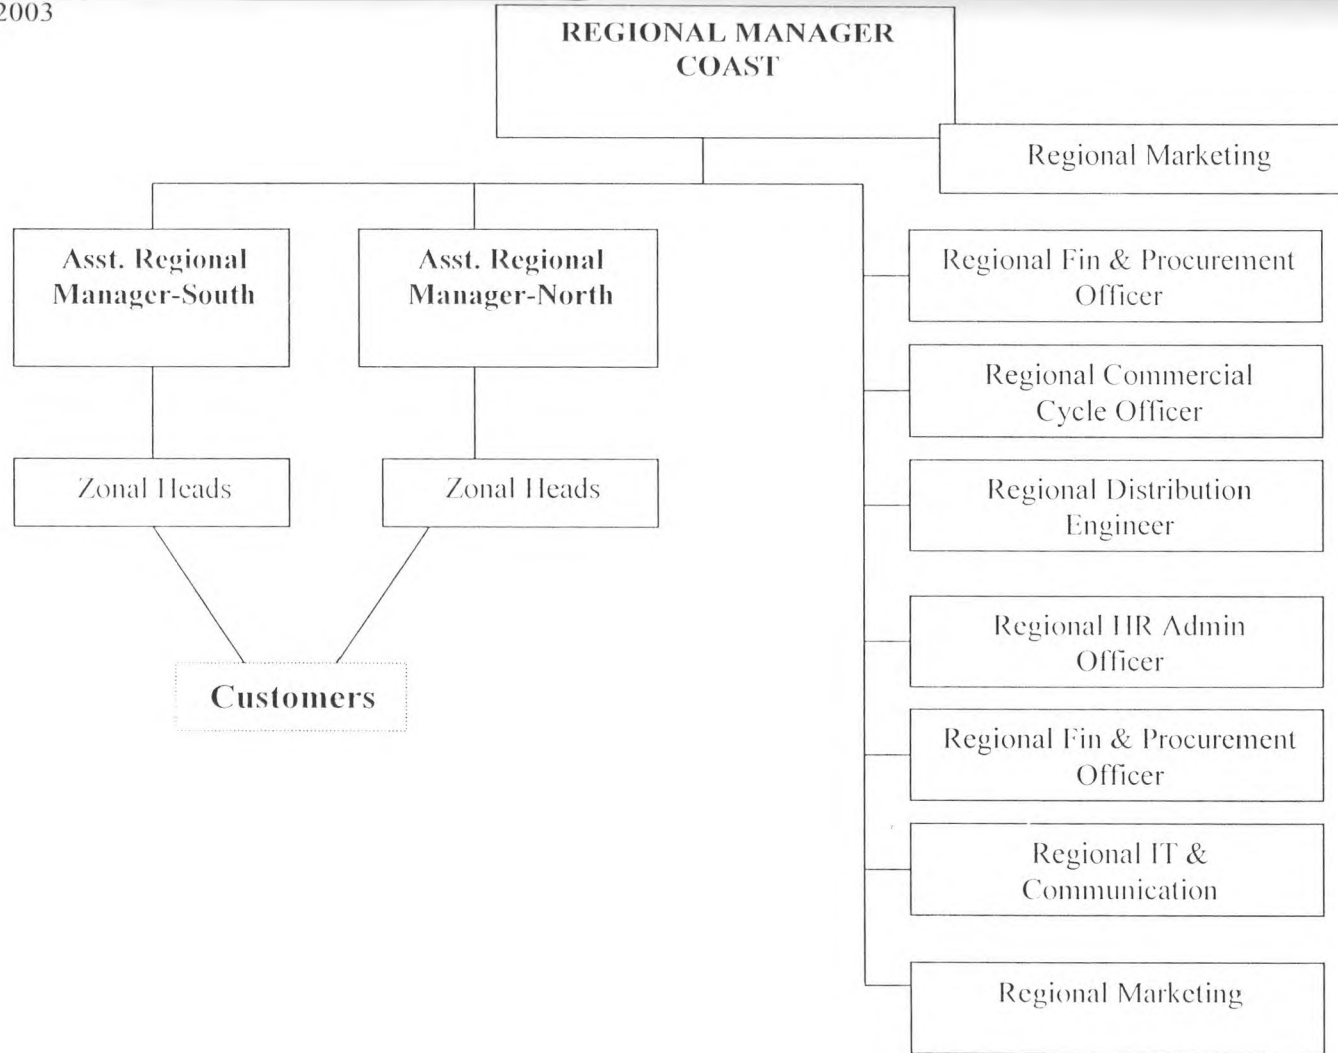 2003
REGIONAL MANAGER
COAST
Regional Marketing
Asst. Regional
Manager-South
Asst. Regional
Manager-North
Regional Fin & Procurement
Officer
Regional Commercial
Cycle Officer
Zonal Heads
Zonal Heads
Regional Distribution
Engineer
Regional HR Admin
Officer
Customers
Regional Fin & Procurement
Officer
Regional IT &
Communication
Regional Marketing